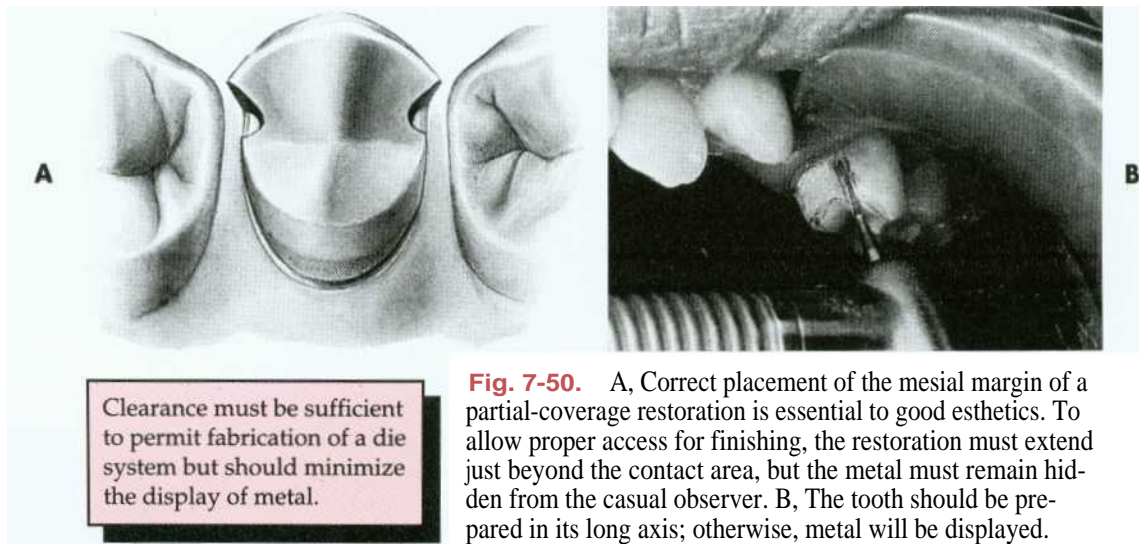 A
B
Clearance must be sufficient
to permit fabrication of a die
system but should minimize
the display of metal.
Fig. 7-50. A, Correct placement of the mesial margin of a
partial-coverage restoration is essential to good esthetics. To
allow proper access for finishing, the restoration must extend
just beyond the contact area, but the metal must remain hid-
den from the casual observer. B, The tooth should be pre-
pared in its long axis; otherwise, metal will be displayed.